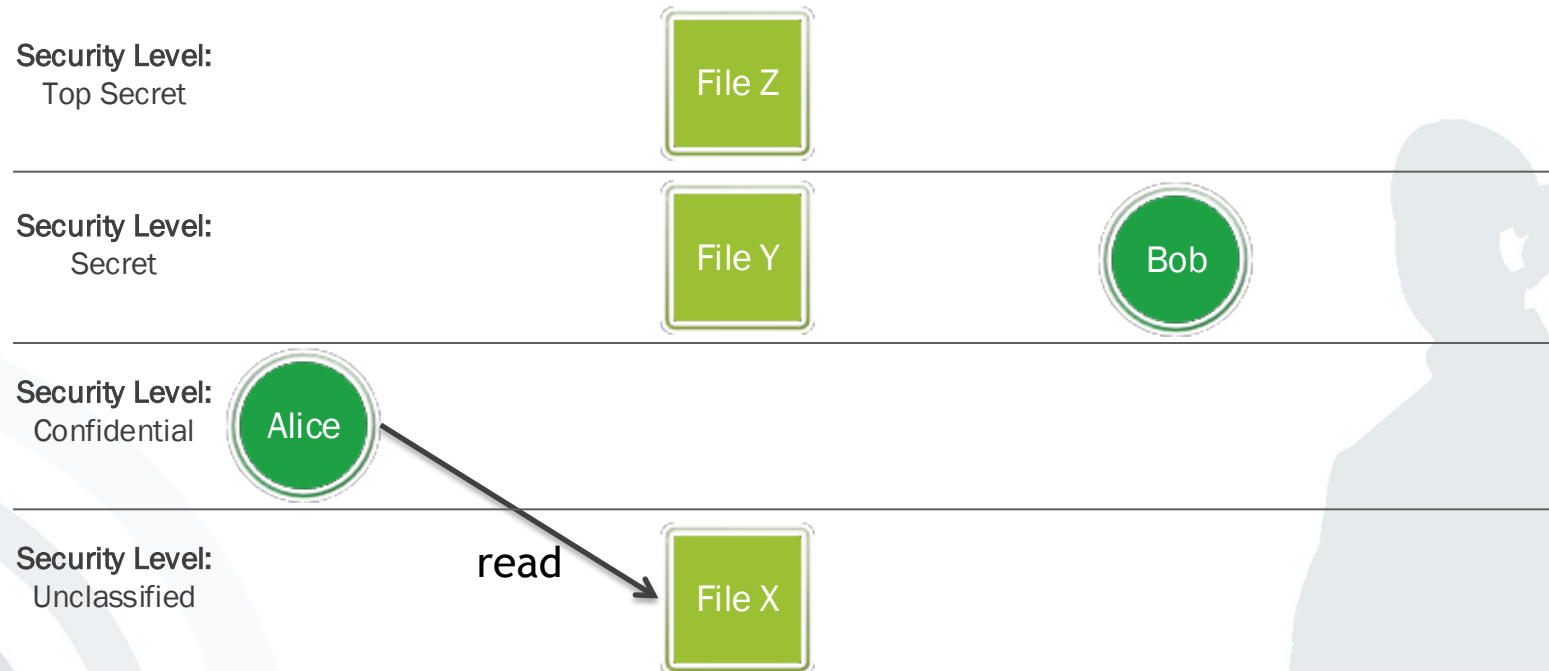 Security Level:
Top Secret
File Z
Security Level:
Secret
File Y
Bob
Security Level:
Confidential
Alice
Security Level:
Unclassified
read
File X